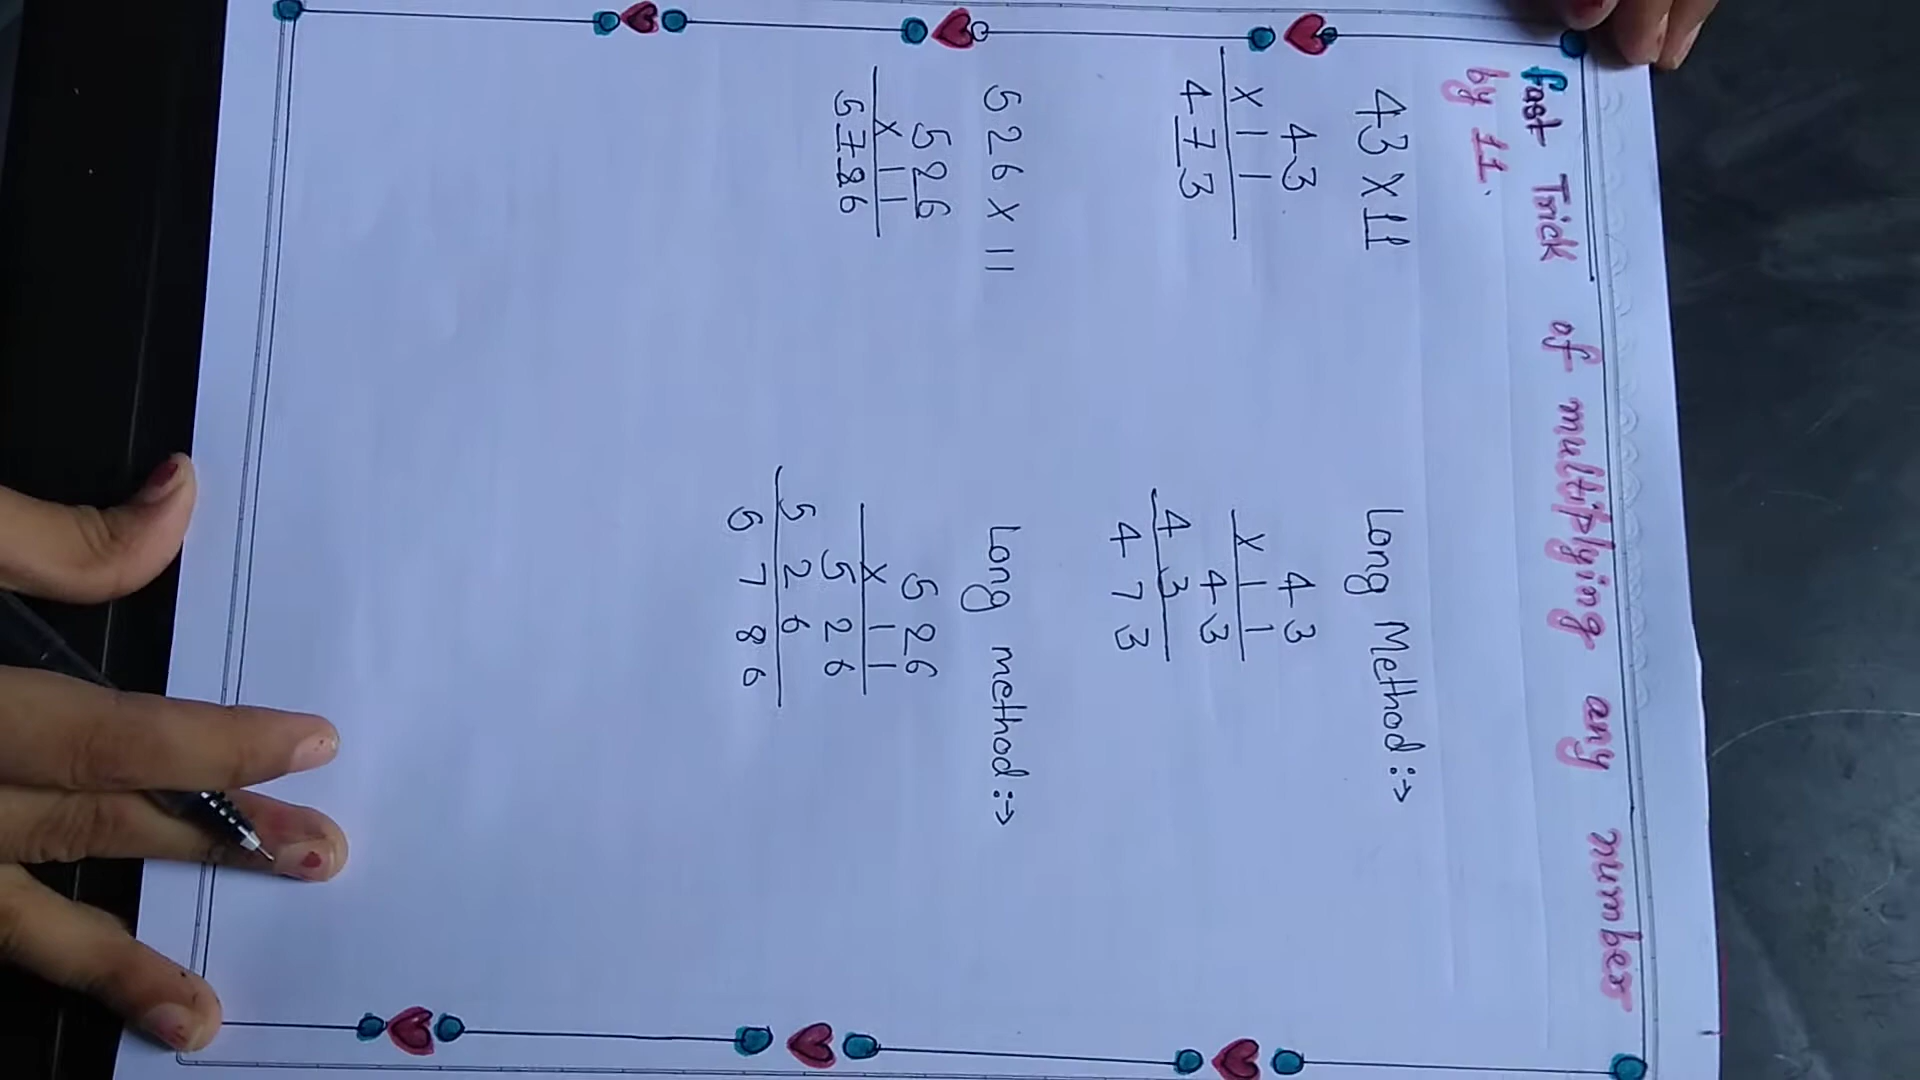 Fast Trick of multiplying any number
by 11.
43 x 11
Long Method :->
43
x 11
473
43
x 11
43
43
473
526 x 11
Long method :->
526
x 11
5786
526
x 11
526
526
5786